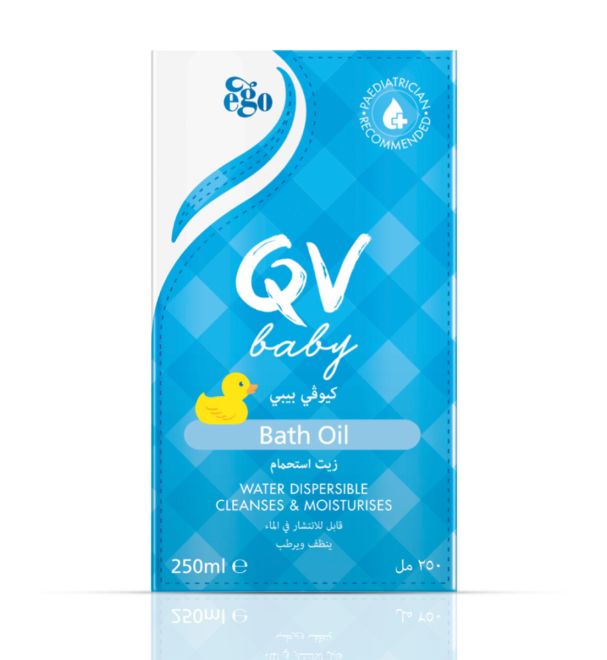 ego
• PAEDIATRICIAN •
RECOMMENDED
QV
baby
كيوڤي بيبي
Bath Oil
زيت استحمام
WATER DISPERSIBLE
CLEANSES & MOISTURISES
قابل للانتشار في الماء
ينظف ويرطب
250ml ℮
٢٥٠ مل